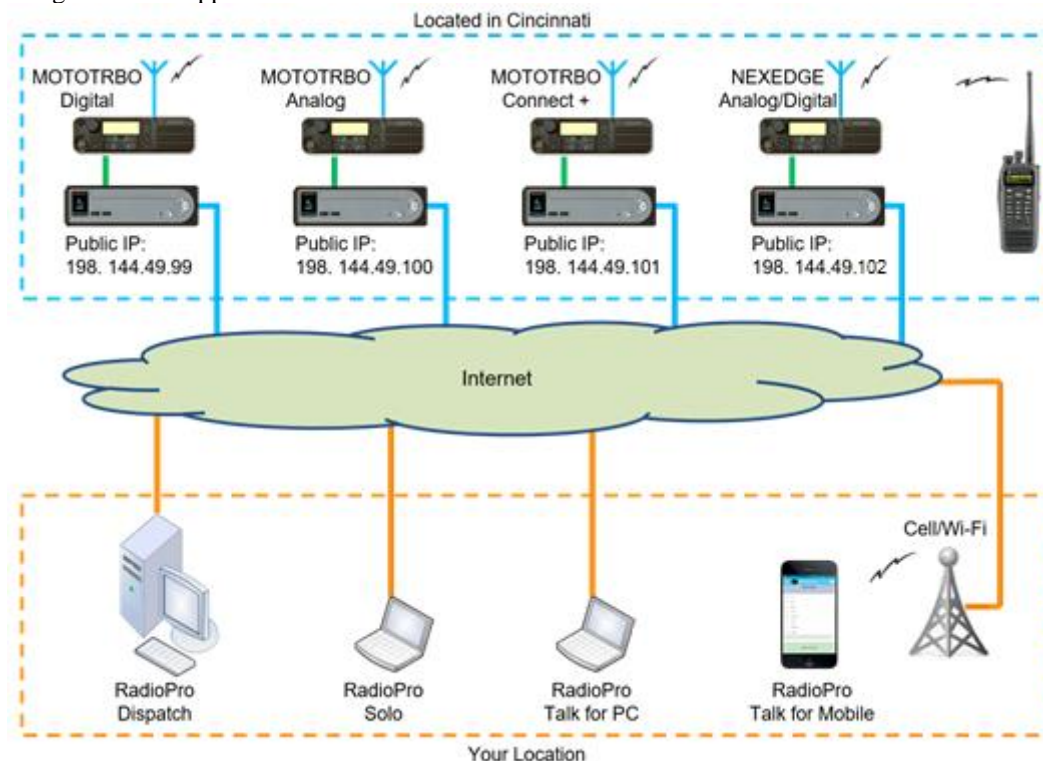 Located in Cincinnati
MOTOTRBO
Digital
MOTOTRBO
Analog
MOTOTRBO
Connect +
NEXEDGE
Analog/Digital
Public IP:
198. 144.49.99
Public IP:
198. 144.49.100
Public IP:
198. 144.49.101
Public IP:
198. 144.49.102
Internet
Cell/Wi-Fi
RadioPro
Dispatch
RadioPro
Solo
RadioPro
Talk for PC
RadioPro
Talk for Mobile
Your Location